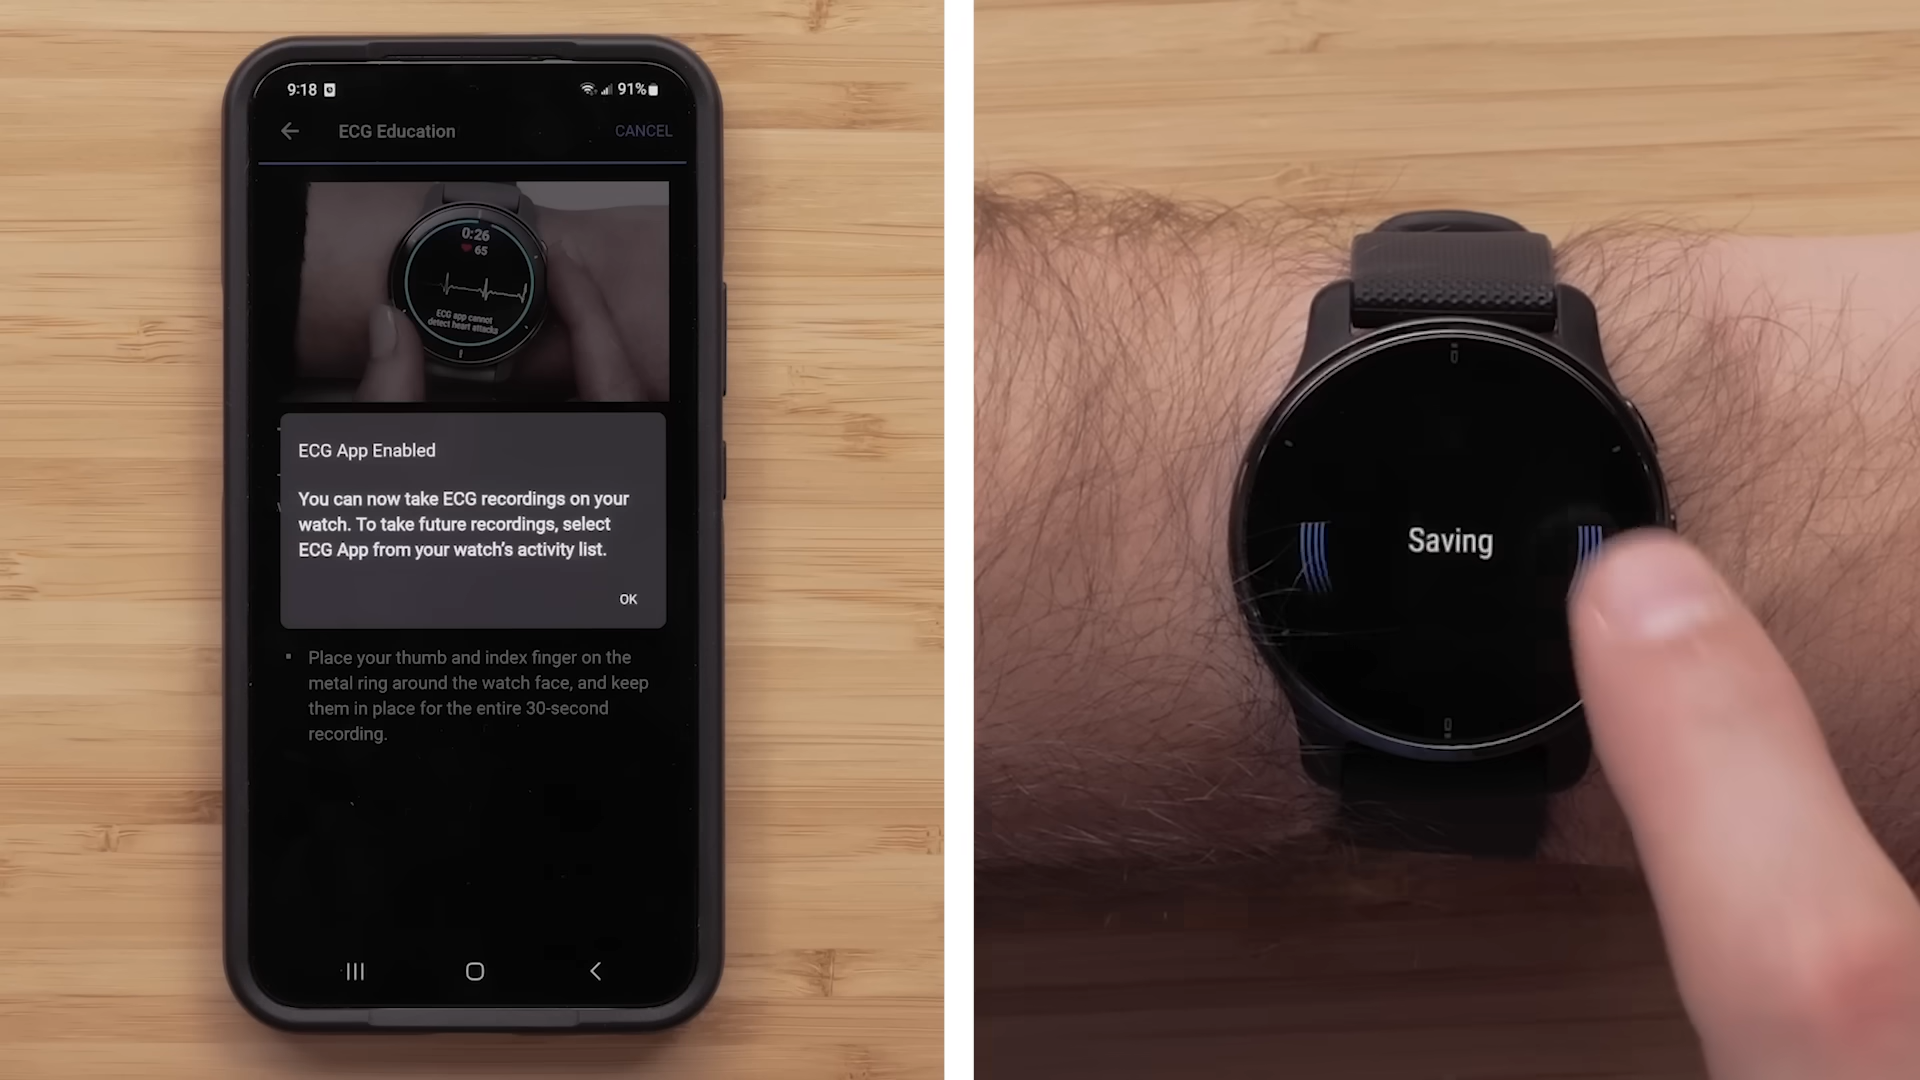 9:18
91%
ECG Education
CANCEL
0:26
65
ECG app cannot
detect heart attacks
ECG App Enabled
You can now take ECG recordings on your
watch. To take future recordings, select
ECG App from your watch’s activity list.
OK
Place your thumb and index finger on the
metal ring around the watch face, and keep
them in place for the entire 30-second
recording.
Saving